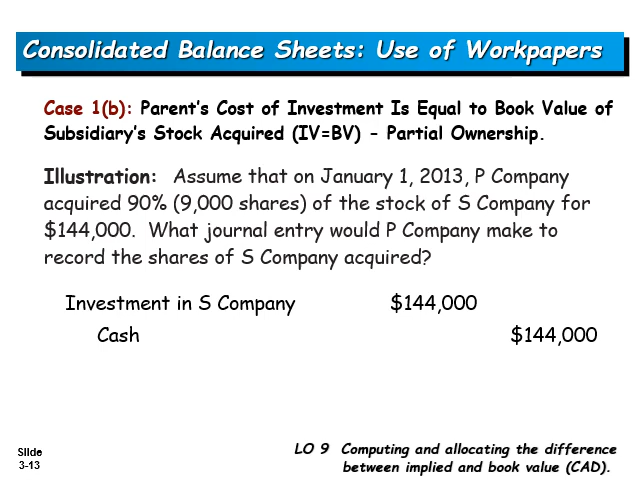 Consolidated Balance Sheets: Use of Workpapers
Case 1(b): Parent's Cost of Investment Is Equal to Book Value of
Subsidiary's Stock Acquired (IV=BV) - Partial Ownership.
Illustration: Assume that on January 1, 2013, P Company
acquired 90% (9,000 shares) of the stock of S Company for
$144,000. What journal entry would P Company make to
record the shares of S Company acquired?
Investment in S Company $144,000
Cash $144,000
Slide
3-13
LO 9 Computing and allocating the difference
between implied and book value (CAD).